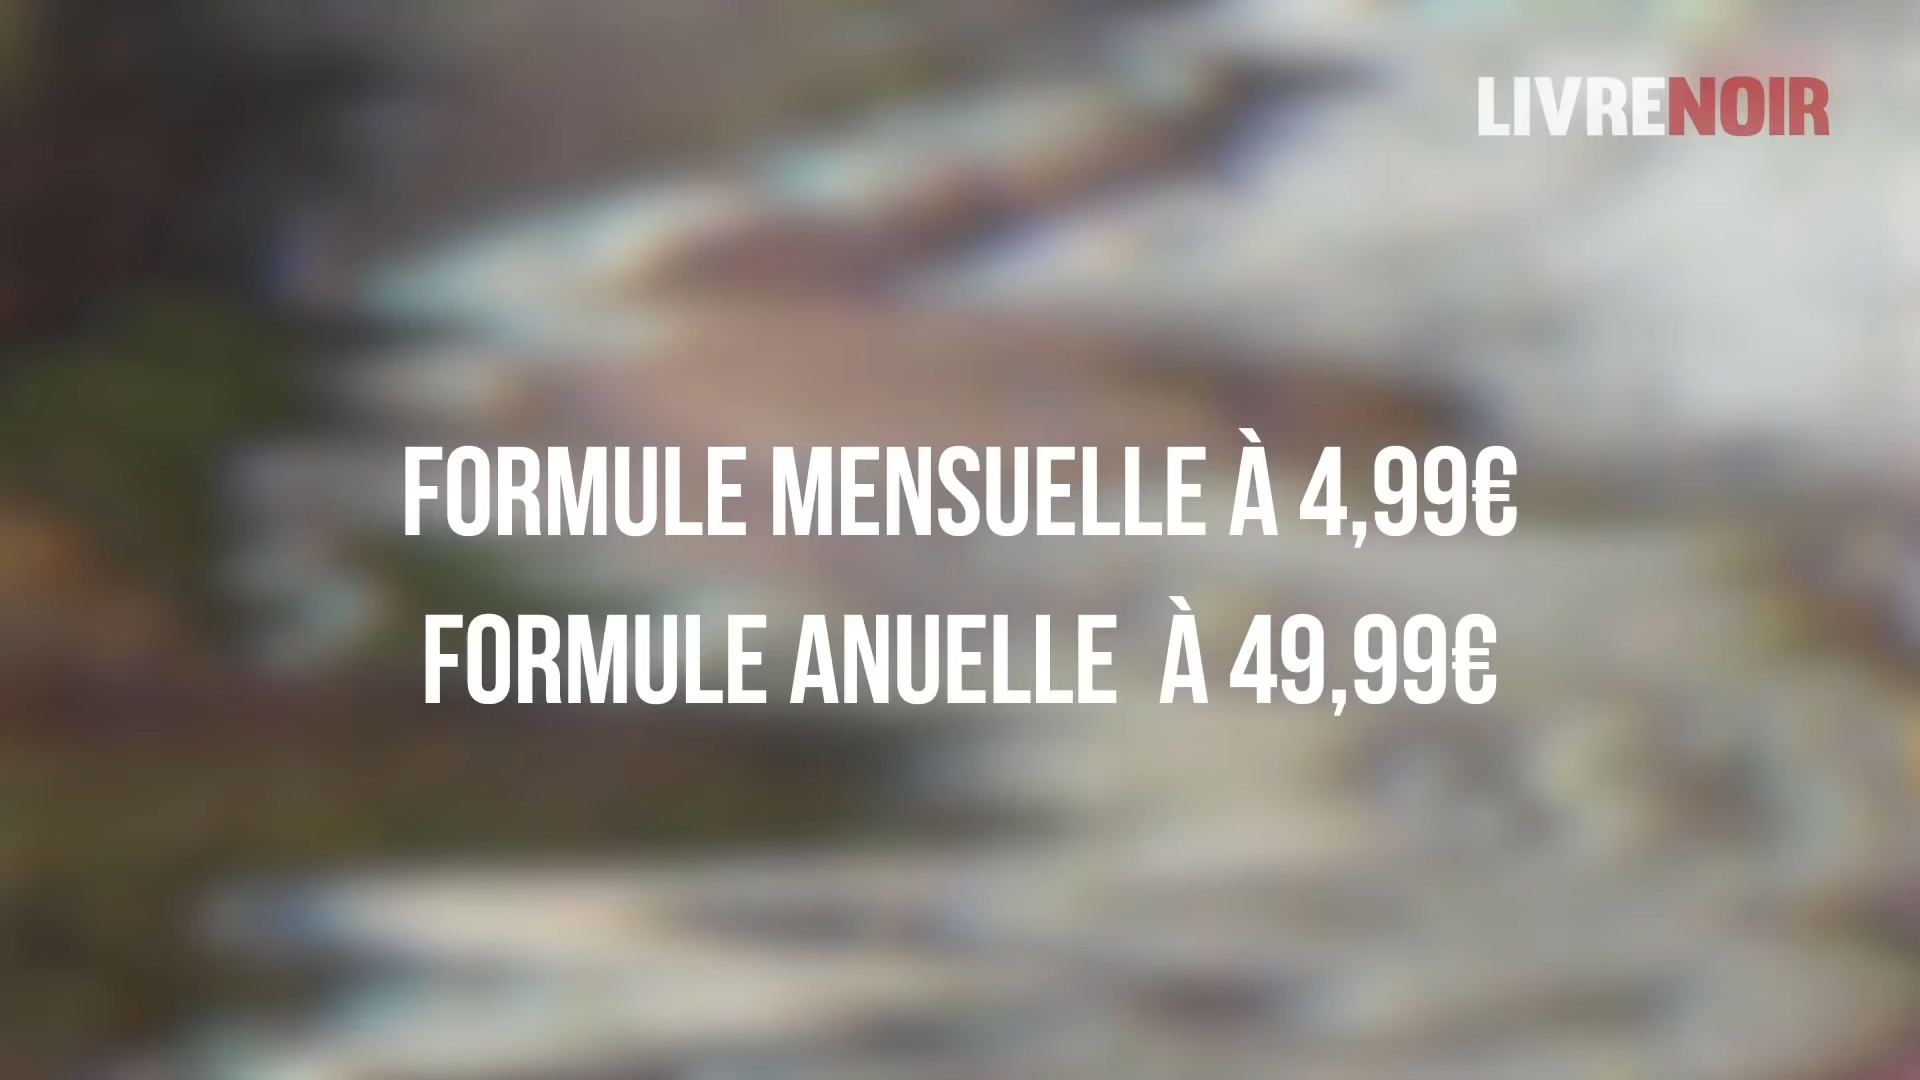 LIVRENOIR
FORMULE MENSUELLE À 4,99€
FORMULE ANUELLE À 49,99€